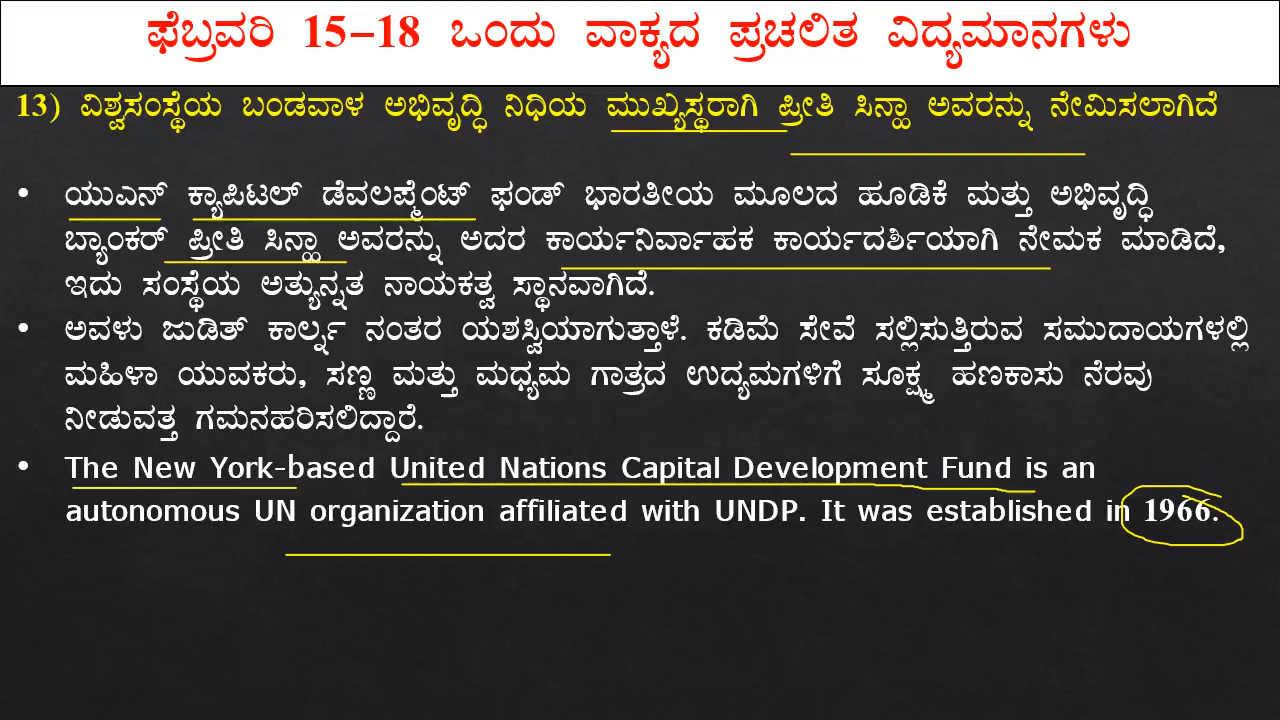 ಫೆಬ್ರವರಿ 15-18 ಒಂದು ವಾಕ್ಯದ ಪ್ರಚಲಿತ ವಿದ್ಯಮಾನಗಳು
13) ವಿಶ್ವಸಂಸ್ಥೆಯ ಬಂಡವಾಳ ಅಭಿವೃದ್ಧಿ ನಿಧಿಯ ಮುಖ್ಯಸ್ಥರಾಗಿ ಪ್ರೀತಿ ಸಿನ್ಹಾ ಅವರನ್ನು ನೇಮಿಸಲಾಗಿದೆ
• ಯುಎನ್ ಕ್ಯಾಪಿಟಲ್ ಡೆವಲಪ್ಮೆಂಟ್ ಫಂಡ್ ಭಾರತೀಯ ಮೂಲದ ಹೂಡಿಕೆ ಮತ್ತು ಅಭಿವೃದ್ಧಿ
ಬ್ಯಾಂಕರ್ ಪ್ರೀತಿ ಸಿನ್ಹಾ ಅವರನ್ನು ಅದರ ಕಾರ್ಯನಿರ್ವಾಹಕ ಕಾರ್ಯದರ್ಶಿಯಾಗಿ ನೇಮಕ ಮಾಡಿದೆ,
ಇದು ಸಂಸ್ಥೆಯ ಅತ್ಯುನ್ನತ ನಾಯಕತ್ವ ಸ್ಥಾನವಾಗಿದೆ.
• ಅವಳು ಜುಡಿತ್ ಕಾರ್ಲ್ನ ನಂತರ ಯಶಸ್ವಿಯಾಗುತ್ತಾಳೆ. ಕಡಿಮೆ ಸೇವೆ ಸಲ್ಲಿಸುತ್ತಿರುವ ಸಮುದಾಯಗಳಲ್ಲಿ
ಮಹಿಳಾ ಯುವಕರು, ಸಣ್ಣ ಮತ್ತು ಮಧ್ಯಮ ಗಾತ್ರದ ಉದ್ಯಮಗಳಿಗೆ ಸೂಕ್ಷ್ಮ ಹಣಕಾಸು ನೆರವು
ನೀಡುವತ್ತ ಗಮನಹರಿಸಲಿದ್ದಾರೆ.
• The New York-based United Nations Capital Development Fund is an
autonomous UN organization affiliated with UNDP. It was established in 1966.